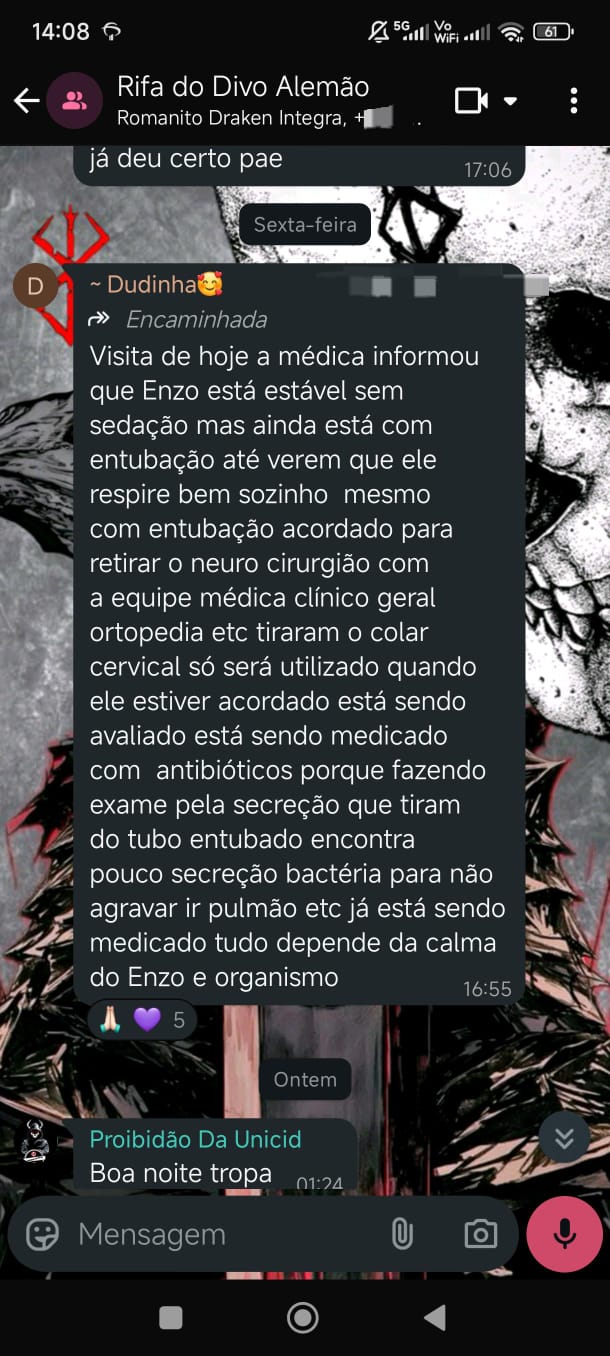 14:08
5G
Vo
WiFi
61
Rifa do Divo Alemão
Romanito Draken Integra, +
já deu certo pae
17:06
Sexta-feira
D
~ Dudinha🥰
Encaminhada
Visita de hoje a médica informou
que Enzo está estável sem
sedação mas ainda está com
entubação até verem que ele
respire bem sozinho  mesmo
com entubação acordado para
retirar o neuro cirurgião com
a equipe médica clínico geral
ortopedia etc tiraram o colar
cervical só será utilizado quando
ele estiver acordado está sendo
avaliado está sendo medicado
com  antibióticos porque fazendo
exame pela secreção que tiram
do tubo entubado encontra
pouco secreção bactéria para não
agravar ir pulmão etc já está sendo
medicado tudo depende da calma
do Enzo e organismo
16:55
🙏🏻 💜 5
Ontem
Proibidão Da Unicid
Boa noite tropa
01:24
Mensagem